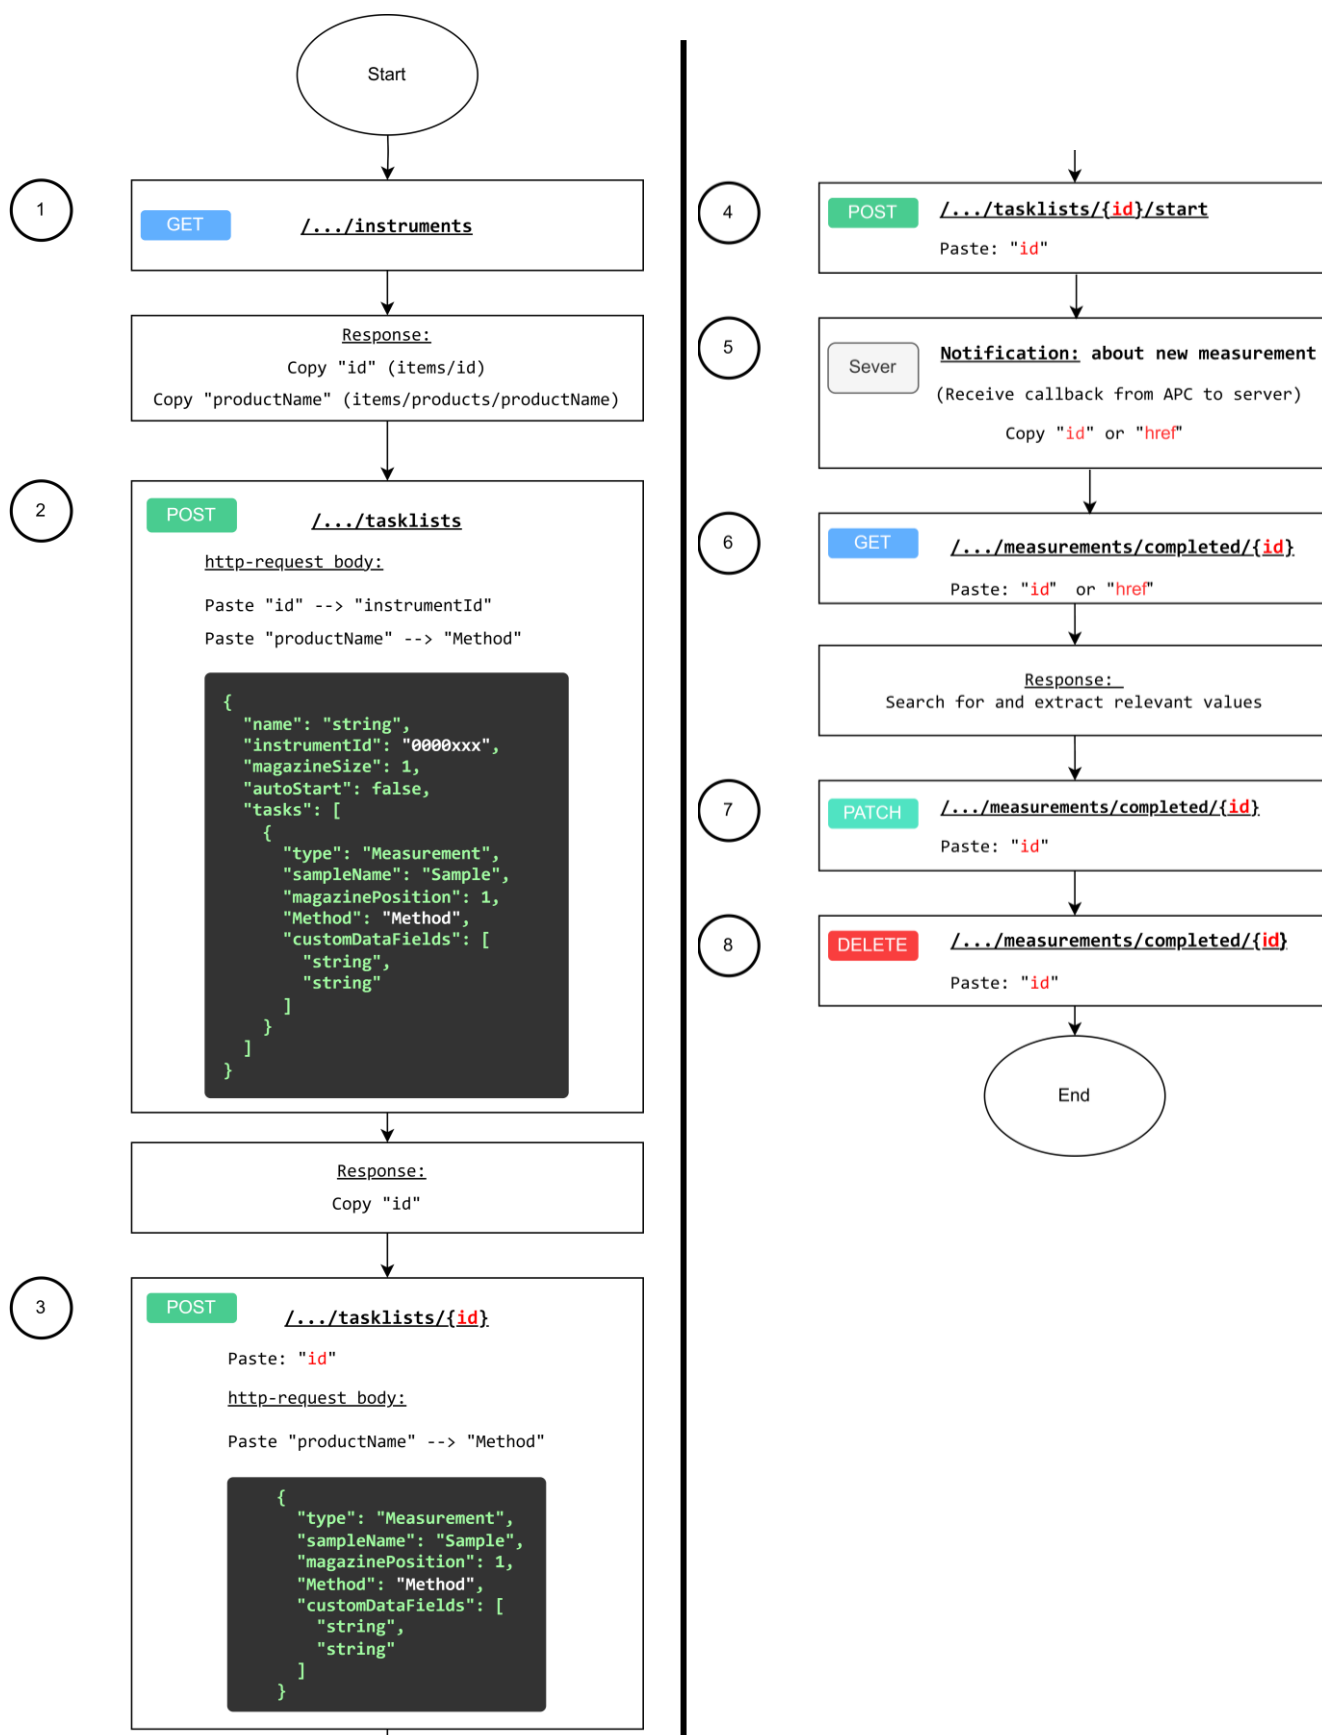 Start
1
GET
/.../instruments
Response:
Copy "id" (items/id)
Copy "productName" (items/products/productName)
2
POST
/.../tasklists
http-request body:
Paste "id" --> "instrumentId"
Paste "productName" --> "Method"
{
"name": "string",
"instrumentId": "0000xxx",
"magazineSize": 1,
"autoStart": false,
"tasks": [
{
"type": "Measurement",
"sampleName": "Sample",
"magazinePosition": 1,
"Method": "Method",
"customDataFields": [
"string",
"string"
]
}
]
}
Response:
Copy "id"
3
POST
/.../tasklists/{id}
Paste: "id"
http-request body:
Paste "productName" --> "Method"
{
"type": "Measurement",
"sampleName": "Sample",
"magazinePosition": 1,
"Method": "Method",
"customDataFields": [
"string",
"string"
]
}
4
POST
/.../tasklists/{id}/start
Paste: "id"
5
Sever
Notification: about new measurement
(Receive callback from APC to server)
Copy "id" or "href"
6
GET
/.../measurements/completed/{id}
Paste: "id" or "href"
Response:
Search for and extract relevant values
7
PATCH
/.../measurements/completed/{id}
Paste: "id"
8
DELETE
/.../measurements/completed/{id}
Paste: "id"
End